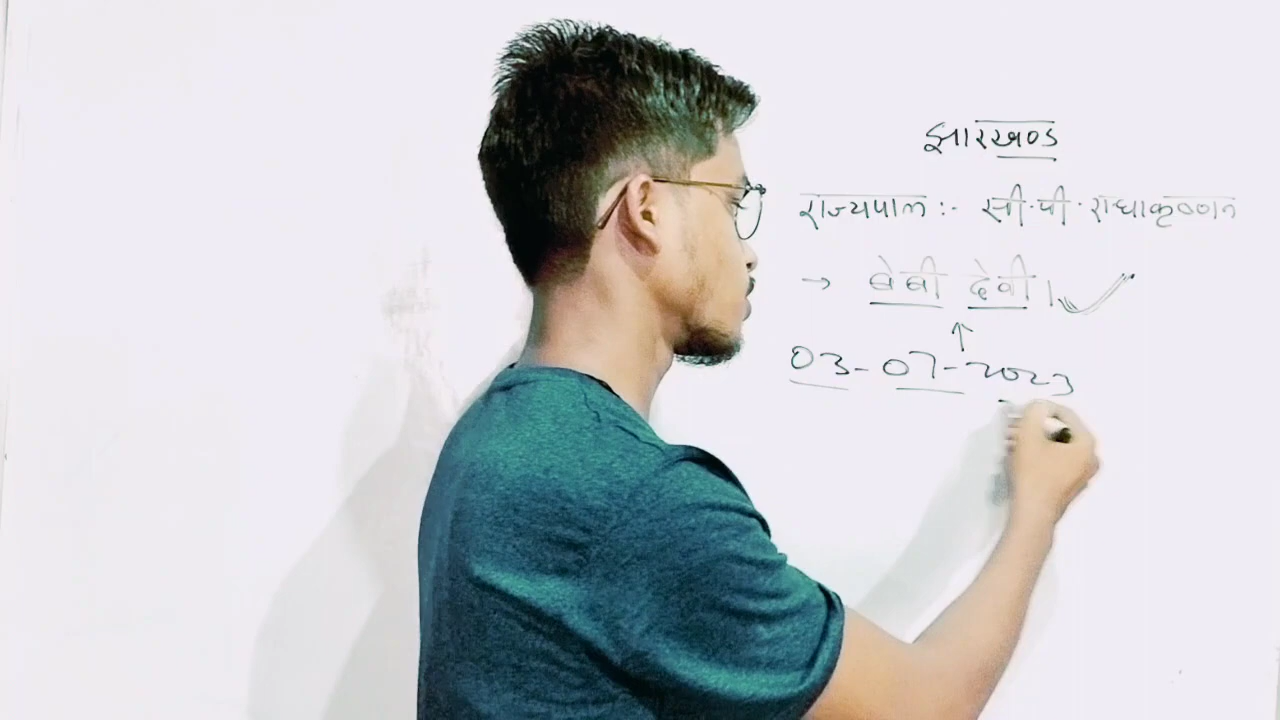 झारखण्ड
राज्यपाल :- सी.पी. राधाकृष्णन
→ बेबी देवी।
03-07-2023